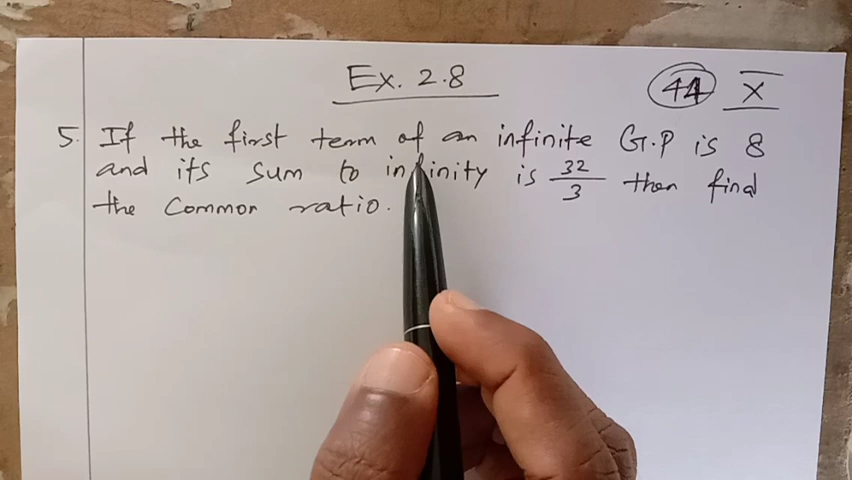 Ex. 2.8
44 X
5. If the first term of an infinite G.P is 8
and its sum to infinity is 32/3 then find
the Common ratio.